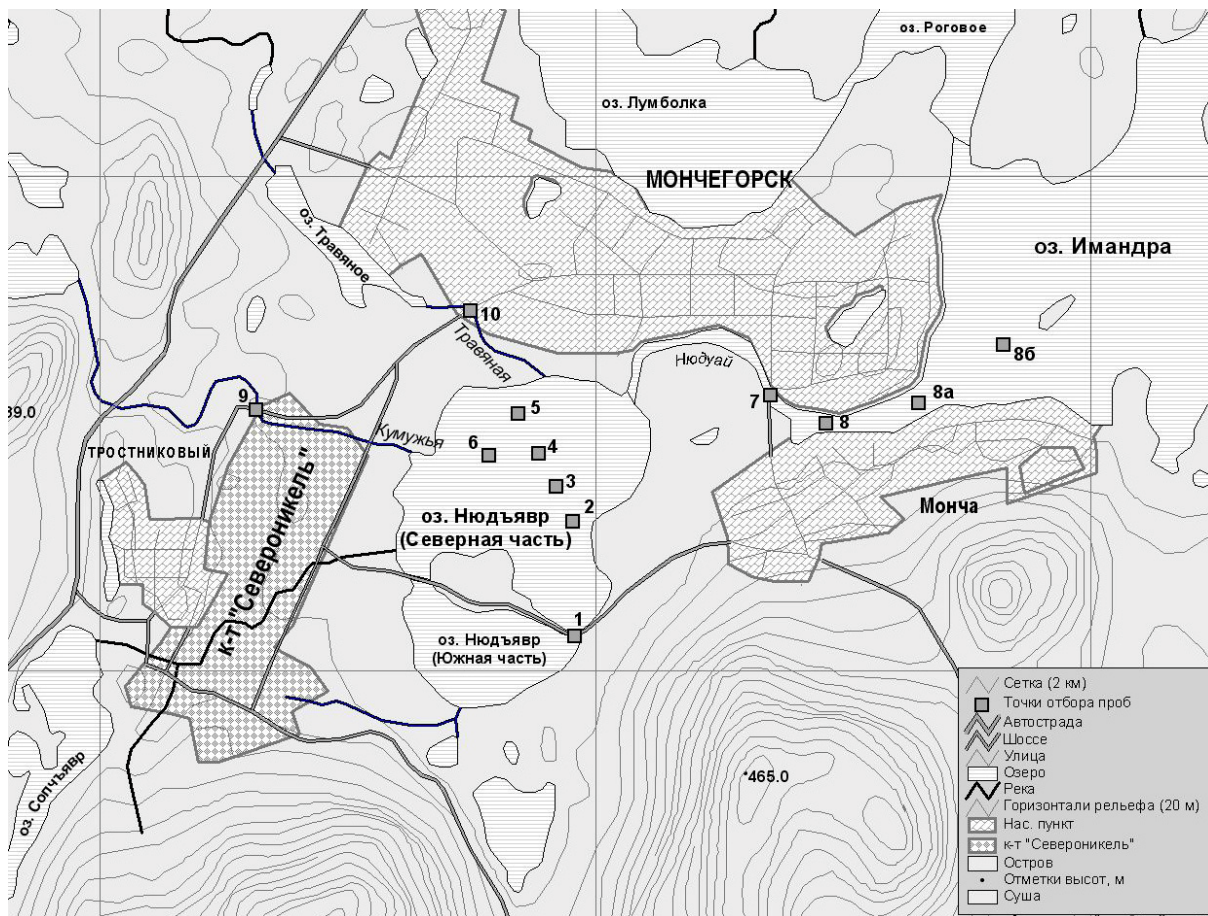 оз. Роговое
оз. Лумболка
МОНЧЕГОРСК
оз. Травяное
оз. Имандра
10
Травяная
Нюдуай
8б
7
8а
8
39.0
9
5
Кумужья
6
4
ТРОСТНИКОВЫЙ
3
2
к-т "Североникель"
оз. Нюдъявр
(Северная часть)
Монча
1
оз. Нюдъявр
(Южная часть)
оз. Сопчъявр
465.0
Сетка (2 км)
Точки отбора проб
Автострада
Шоссе
Улица
Озеро
Река
Горизонтали рельефа (20 м)
Нас. пункт
к-т "Североникель"
Остров
Отметки высот, м
Суша